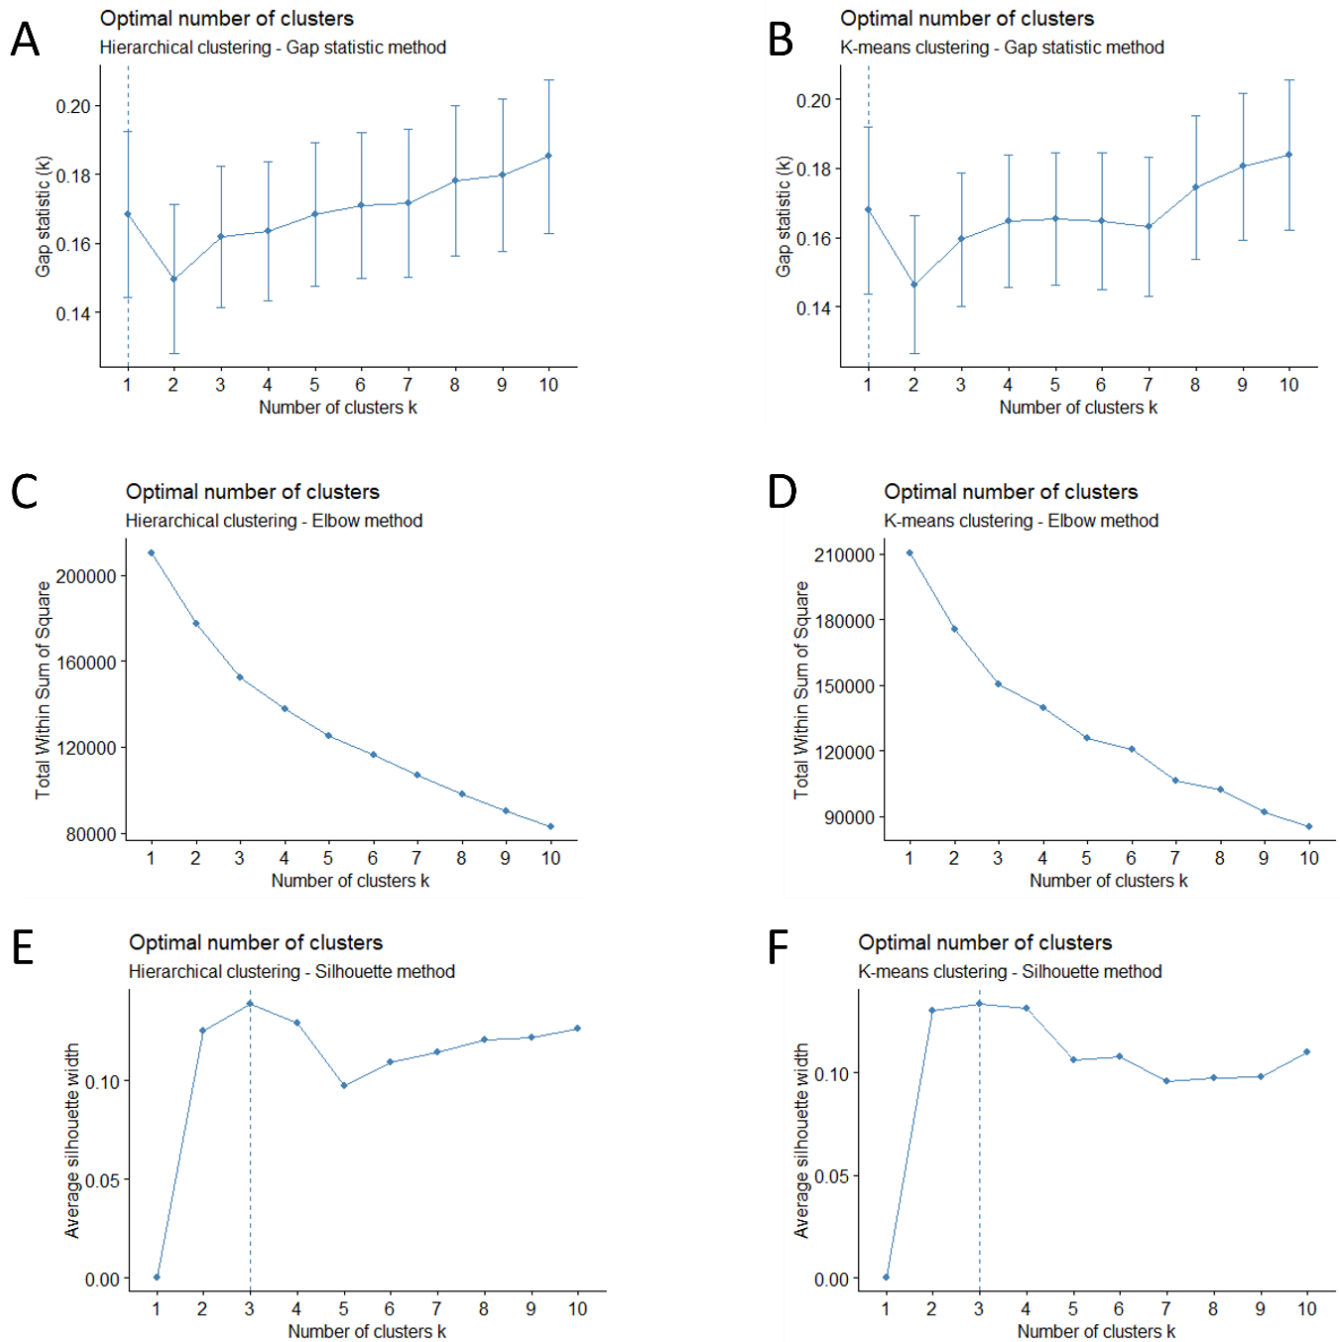 A
Optimal number of clusters
Hierarchical clustering - Gap statistic method
Gap statistic (k)
0.20
0.18
0.16
0.14
1 2 3 4 5 6 7 8 9 10
Number of clusters k
B
Optimal number of clusters
K-means clustering - Gap statistic method
Gap statistic (k)
0.20
0.18
0.16
0.14
1 2 3 4 5 6 7 8 9 10
Number of clusters k
C
Optimal number of clusters
Hierarchical clustering - Elbow method
Total Within Sum of Square
200000
160000
120000
80000
1 2 3 4 5 6 7 8 9 10
Number of clusters k
D
Optimal number of clusters
K-means clustering - Elbow method
Total Within Sum of Square
210000
180000
150000
120000
90000
1 2 3 4 5 6 7 8 9 10
Number of clusters k
E
Optimal number of clusters
Hierarchical clustering - Silhouette method
Average silhouette width
0.10
0.05
0.00
1 2 3 4 5 6 7 8 9 10
Number of clusters k
F
Optimal number of clusters
K-means clustering - Silhouette method
Average silhouette width
0.10
0.05
0.00
1 2 3 4 5 6 7 8 9 10
Number of clusters k